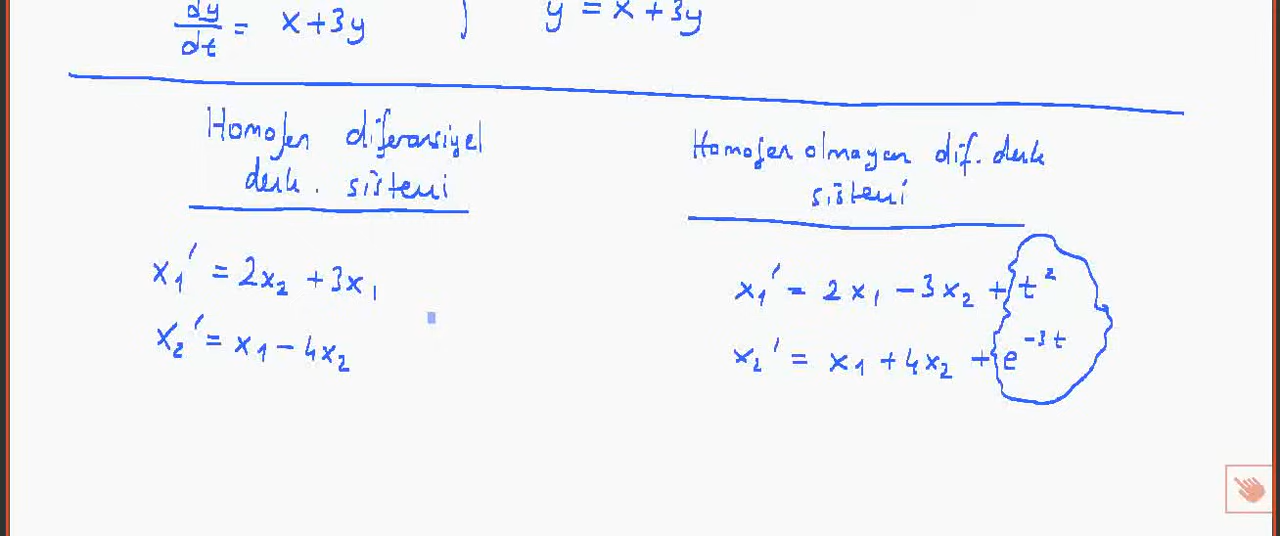 dy/dt = x+3y } y = x+3y
Homojen diferansiyel
denk. sistemi
Homojen olmayan dif. denk
sistemi
x₁' = 2x₂ + 3x₁
x₂' = x₁ - 4x₂
x₁' = 2x₁ - 3x₂ + t²
x₂' = x₁ + 4x₂ + e⁻³ᵗ